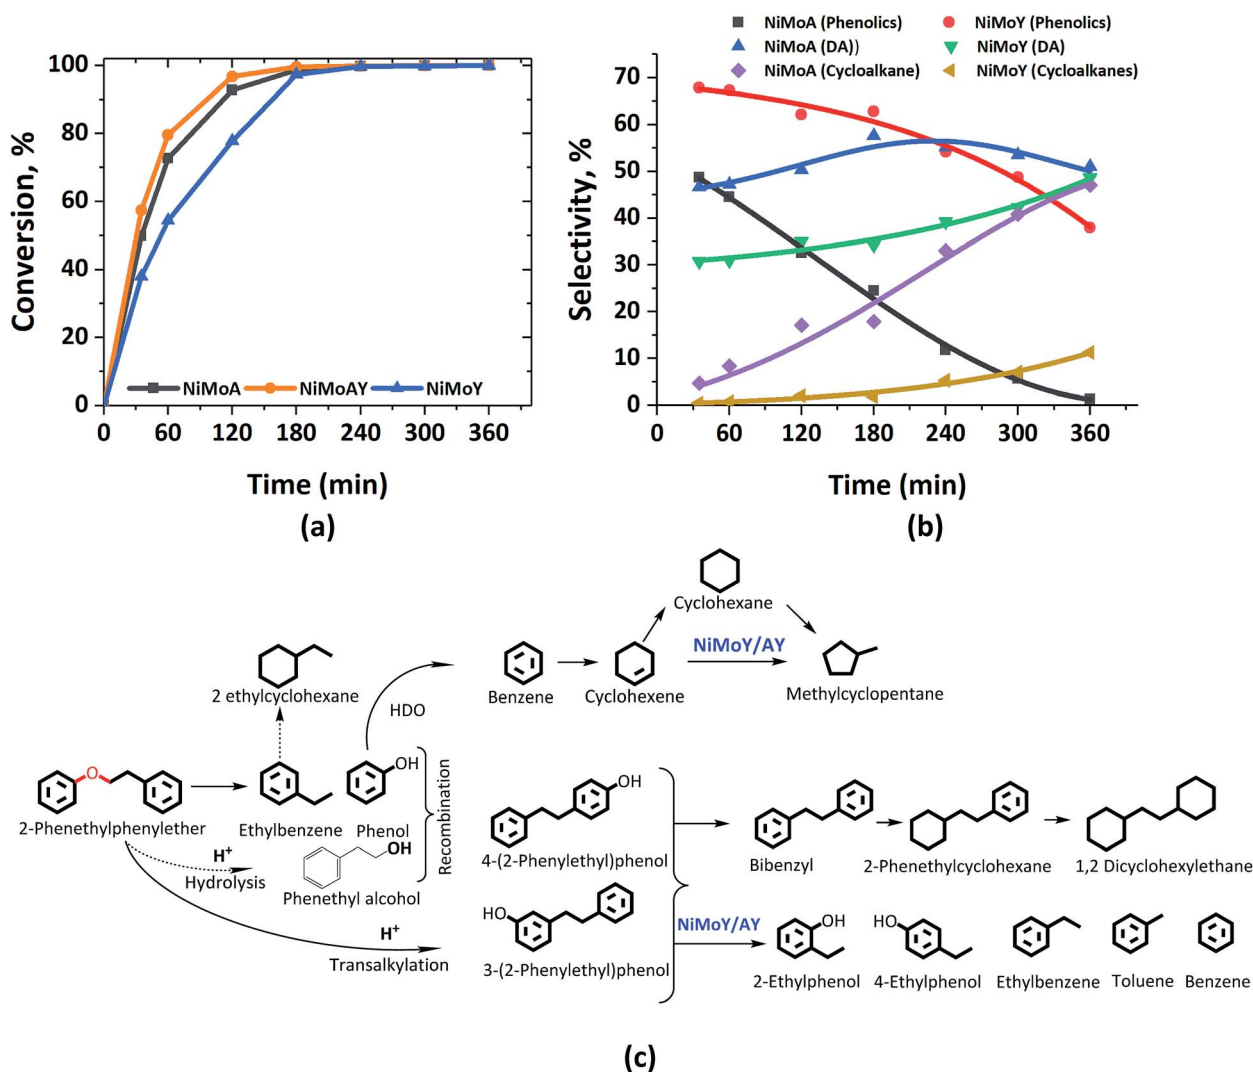 100
80
60
40
20
0
Conversion, %
NiMoA NiMoAY NiMoY
0 60 120 180 240 300 360
Time (min)
(a)
NiMoA (Phenolics) NiMoY (Phenolics)
NiMoA (DA)) NiMoY (DA)
NiMoA (Cycloalkane) NiMoY (Cycloalkanes)
70
60
50
40
30
20
10
0
Selectivity, %
0 60 120 180 240 300 360
Time (min)
(b)
Cyclohexane
NiMoY/AY
2 ethylcyclohexane
Benzene Cyclohexene Methylcyclopentane
HDO
O
OH
2-Phenethylphenylether
Ethylbenzene Phenol
Recombination
H+
Hydrolysis
OH
Phenethyl alcohol
H+
Transalkylation
OH
4-(2-Phenylethyl)phenol
HO
3-(2-Phenylethyl)phenol
Bibenzyl 2-Phenethylcyclohexane 1,2 Dicyclohexylethane
NiMoY/AY
OH
HO
2-Ethylphenol 4-Ethylphenol Ethylbenzene Toluene Benzene
(c)